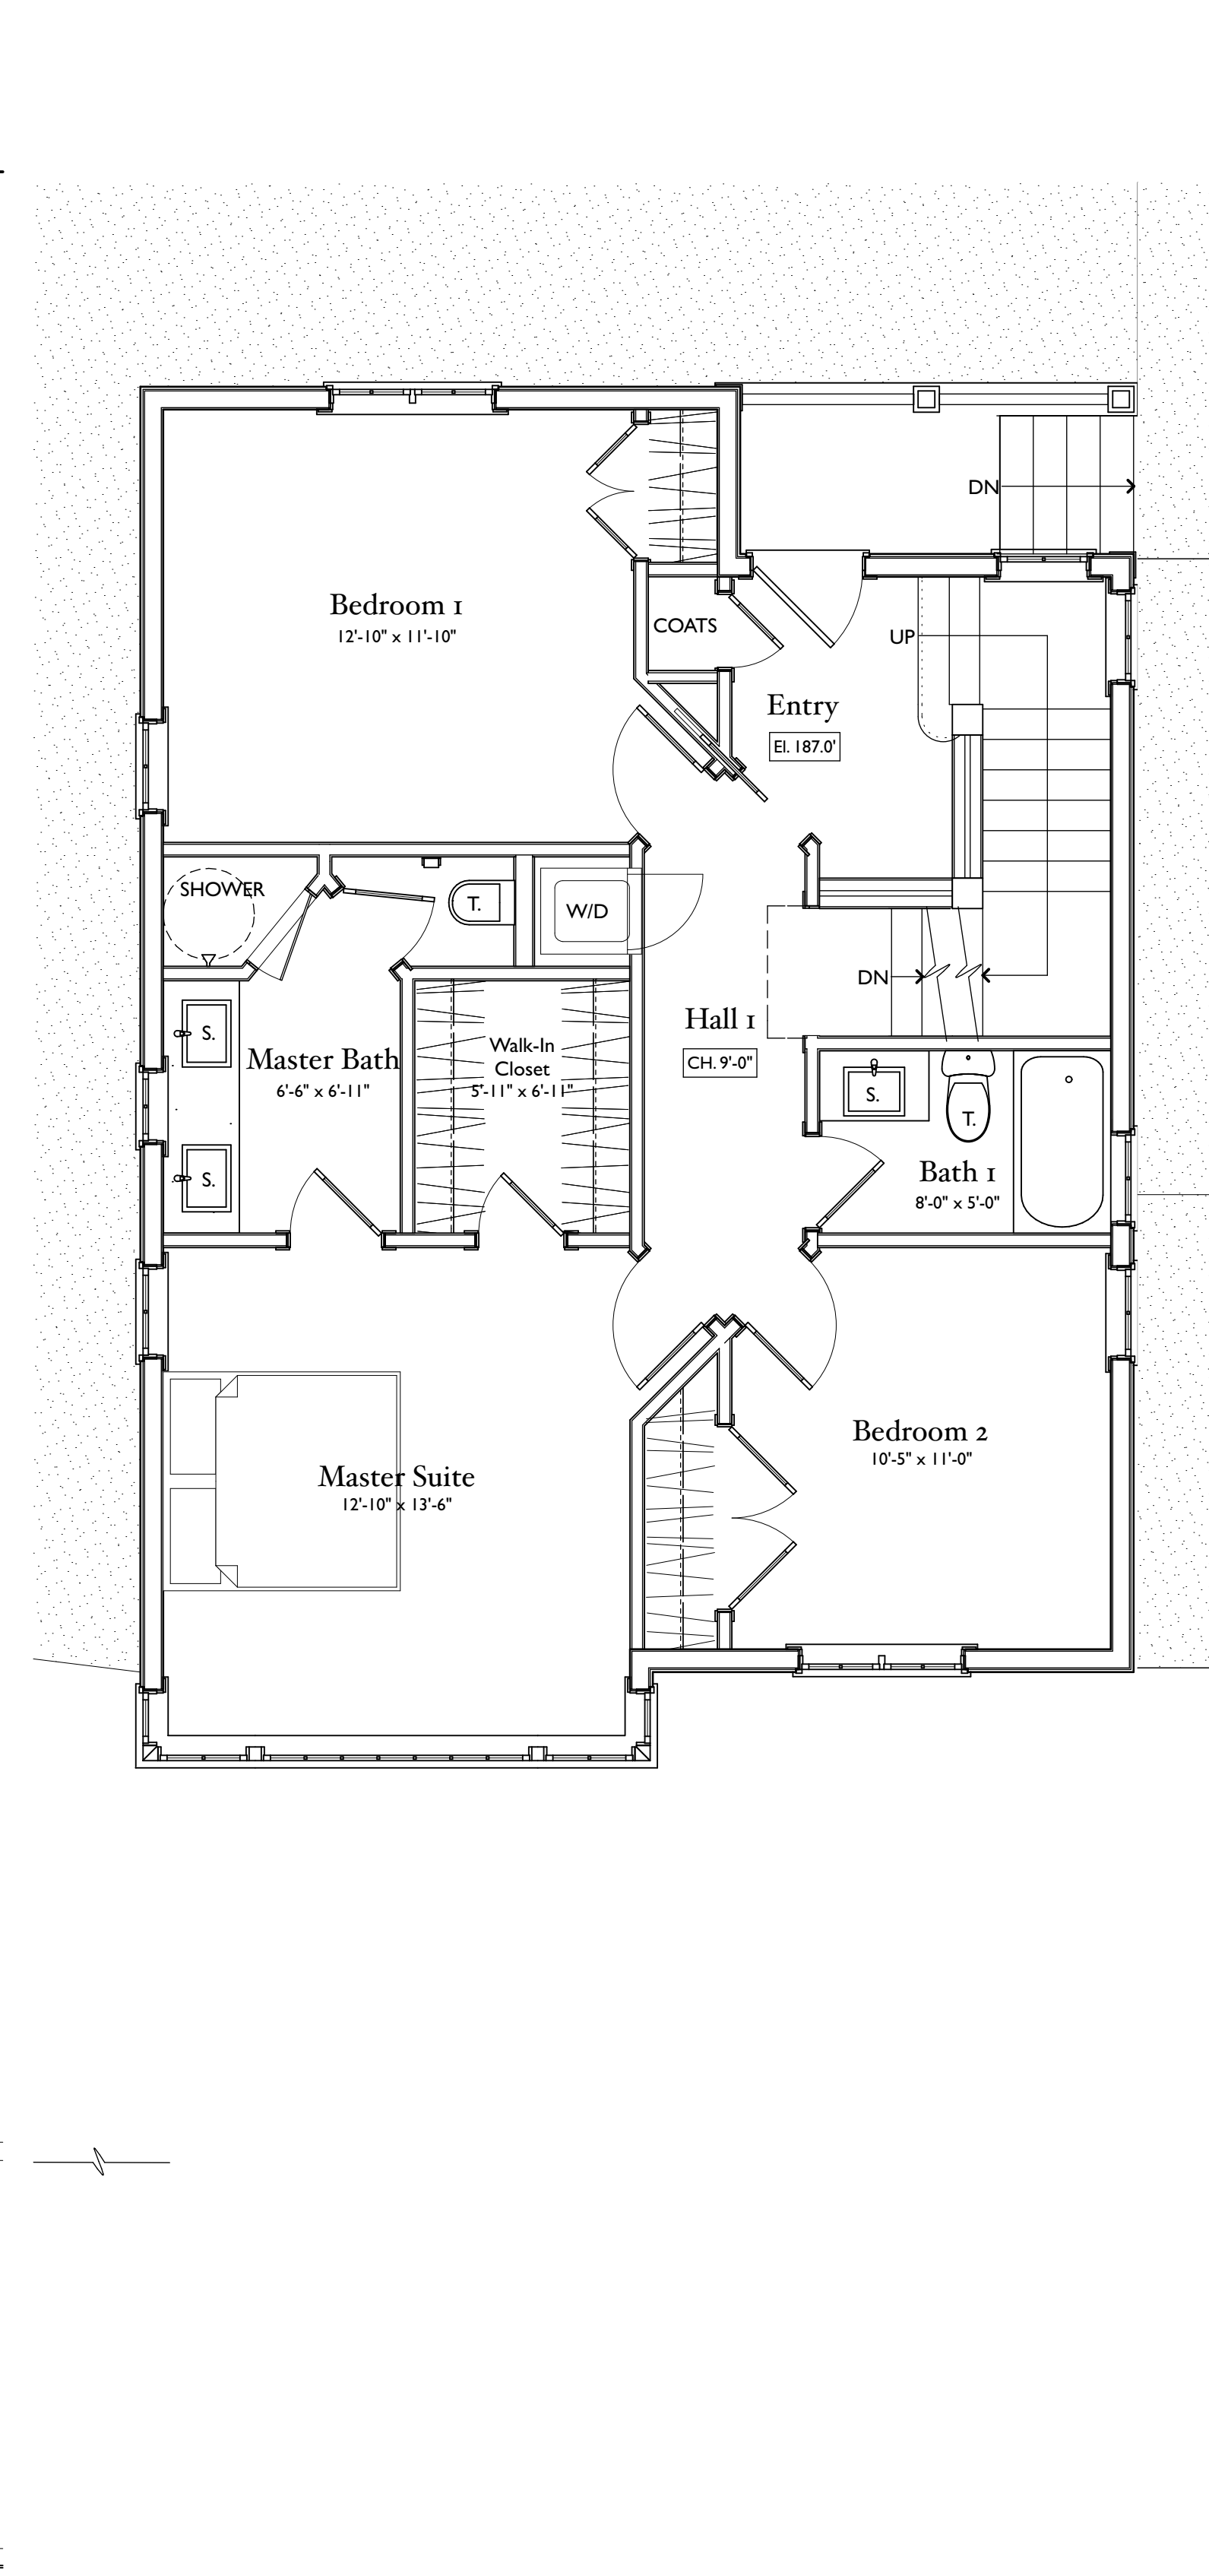 DN
Bedroom 1
12'-10" x 11'-10"
COATS
UP
Entry
El. 187.0'
SHOWER
T.
W/D
DN
S.
Hall 1
CH. 9'-0"
Master Bath
6'-6" x 6'-11"
Walk-In
Closet
5'-11" x 6'-11"
S.
T.
S.
Bath 1
8'-0" x 5'-0"
Bedroom 2
10'-5" x 11'-0"
Master Suite
12'-10" x 13'-6"